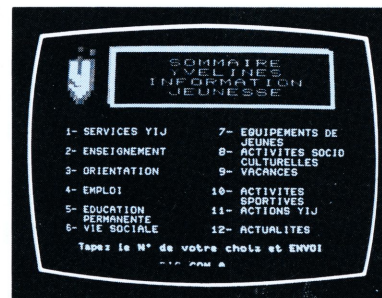 SOMMAIRE
YVELINES
INFORMATION
JEUNESSE
1- SERVICES YIJ
2- ENSEIGNEMENT
3- ORIENTATION
4- EMPLOI
5- EDUCATION
PERMANENTE
6- VIE SOCIALE
7- EQUIPEMENTS DE
JEUNES
8- ACTIVITES SOCIO
CULTURELLES
9- VACANCES
10- ACTIVITES
SPORTIVES
11- ACTIONS YIJ
12- ACTUALITES
Tapez le N° de votre choix et ENVOI